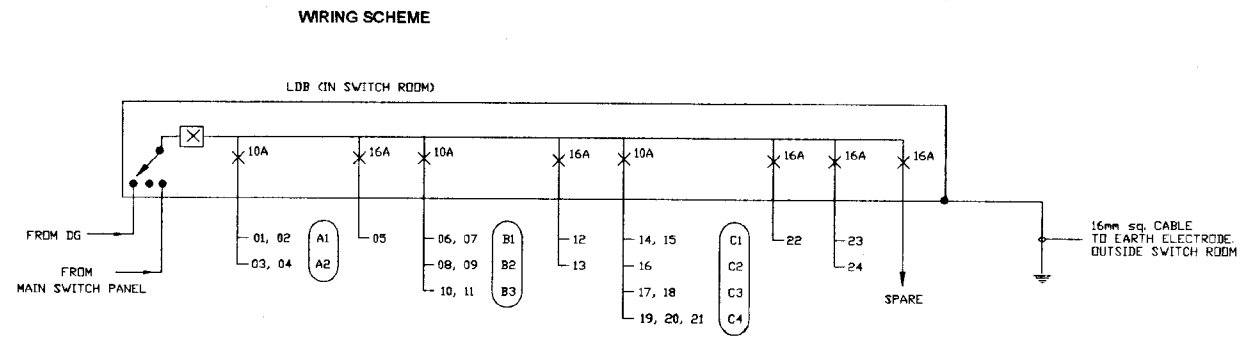 WIRING SCHEME
LDB (IN SWITCH ROOM)
10A 16A 10A 16A 10A 16A 16A 16A
FROM DG
FROM
MAIN SWITCH PANEL
01, 02 A1 05 06, 07 B1 12 14, 15 C1 22 23
03, 04 A2 08, 09 B2 13 16 C2 24
10, 11 B3 17, 18 C3
19, 20, 21 C4
SPARE
16mm sq. CABLE
TO EARTH ELECTRODE.
OUTSIDE SWITCH ROOM